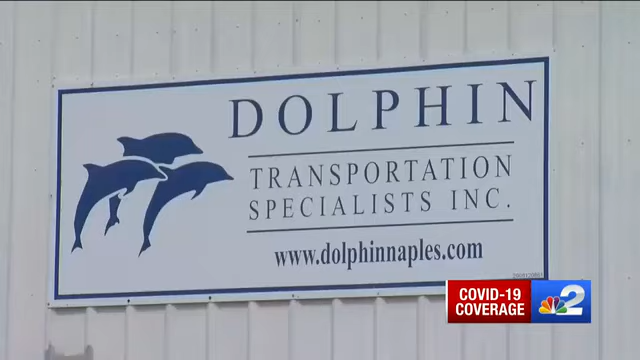 DOLPHIN
TRANSPORTATION
SPECIALISTS INC.
www.dolphinnaples.com
COVID-19
COVERAGE
2